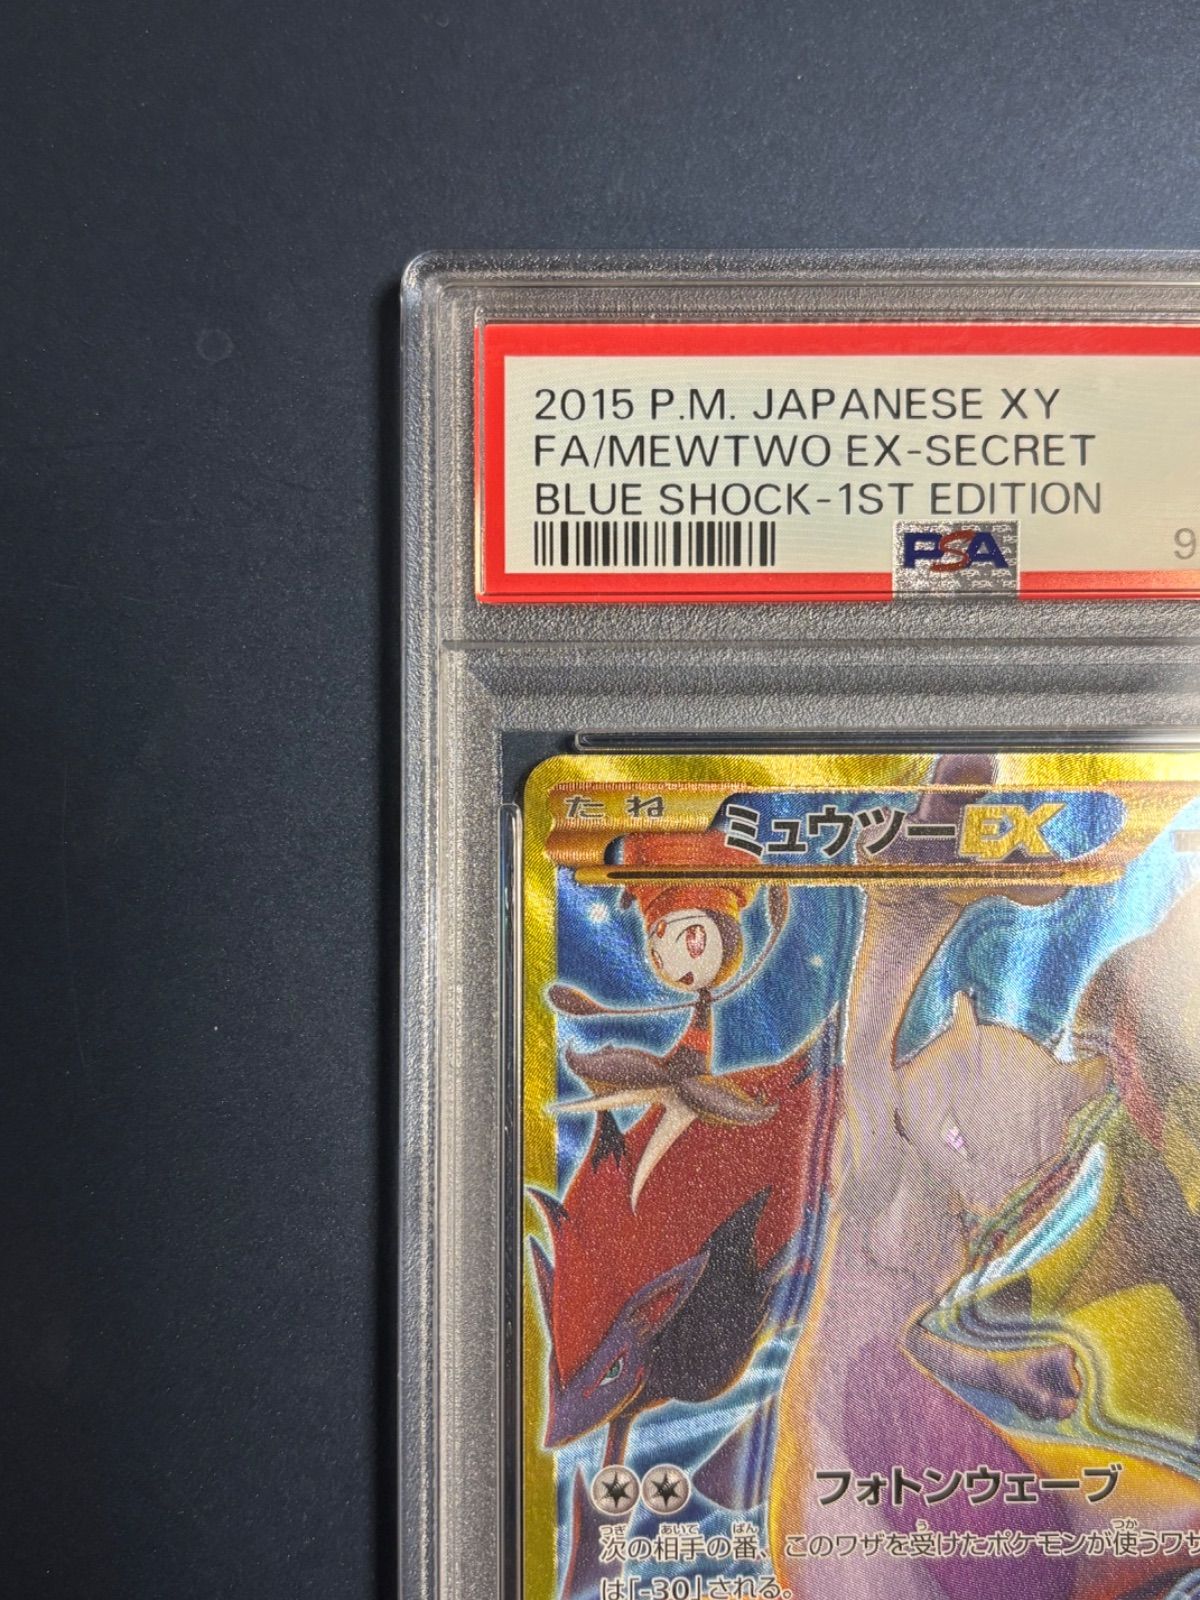 2015 P.M. JAPANESE XY
FA/MEWTWO EX-SECRET
BLUE SHOCK-1ST EDITION
PSA
9
たね ミュウツーEX
フォトンウェーブ
次の相手の番、このワザを受けたポケモンが使うワザ
は「-30」される。